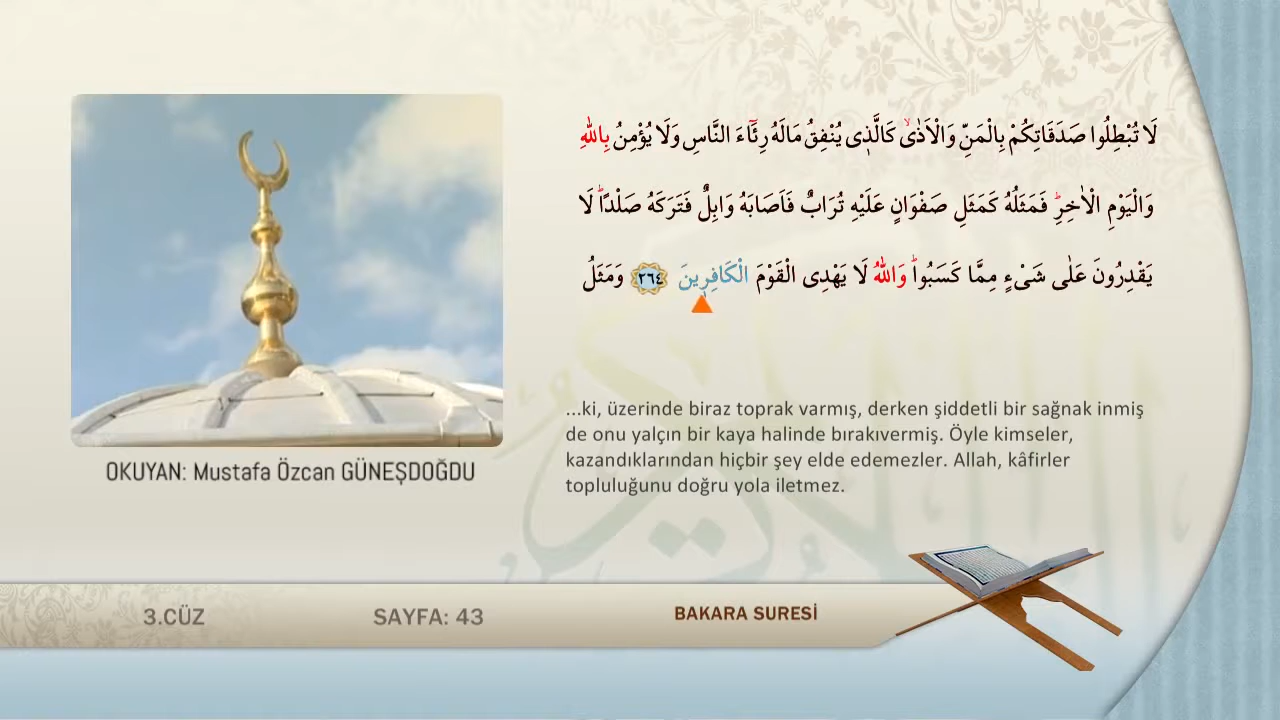 لَا تُبْطِلُوا صَدَقَاتِكُمْ بِالْمَنِّ وَالْاَذٰىۙ كَالَّذ۪ى يُنْفِقُ مَالَهُ رِئَٓاءَ النَّاسِ وَلَا يُؤْمِنُ بِاللّٰهِ
وَالْيَوْمِ الْاٰخِرِۜ فَمَثَلُهُ كَمَثَلِ صَفْوَانٍ عَلَيْهِ تُرَابٌ فَاَصَابَهُ وَابِلٌ فَتَرَكَهُ صَلْدًاۜ لَا
يَقْدِرُونَ عَلٰى شَىْءٍ مِمَّا كَسَبُواۜ وَاللّٰهُ لَا يَهْدِى الْقَوْمَ الْكَافِر۪ينَ ٢٦٤ وَمَثَلُ
...ki, üzerinde biraz toprak varmış, derken şiddetli bir sağnak inmiş
de onu yalçın bir kaya halinde bırakıvermiş. Öyle kimseler,
kazandıklarından hiçbir şey elde edemezler. Allah, kâfirler
topluluğunu doğru yola iletmez.
OKUYAN: Mustafa Özcan GÜNEŞDOĞDU
3.CÜZ
SAYFA: 43
BAKARA SURESİ